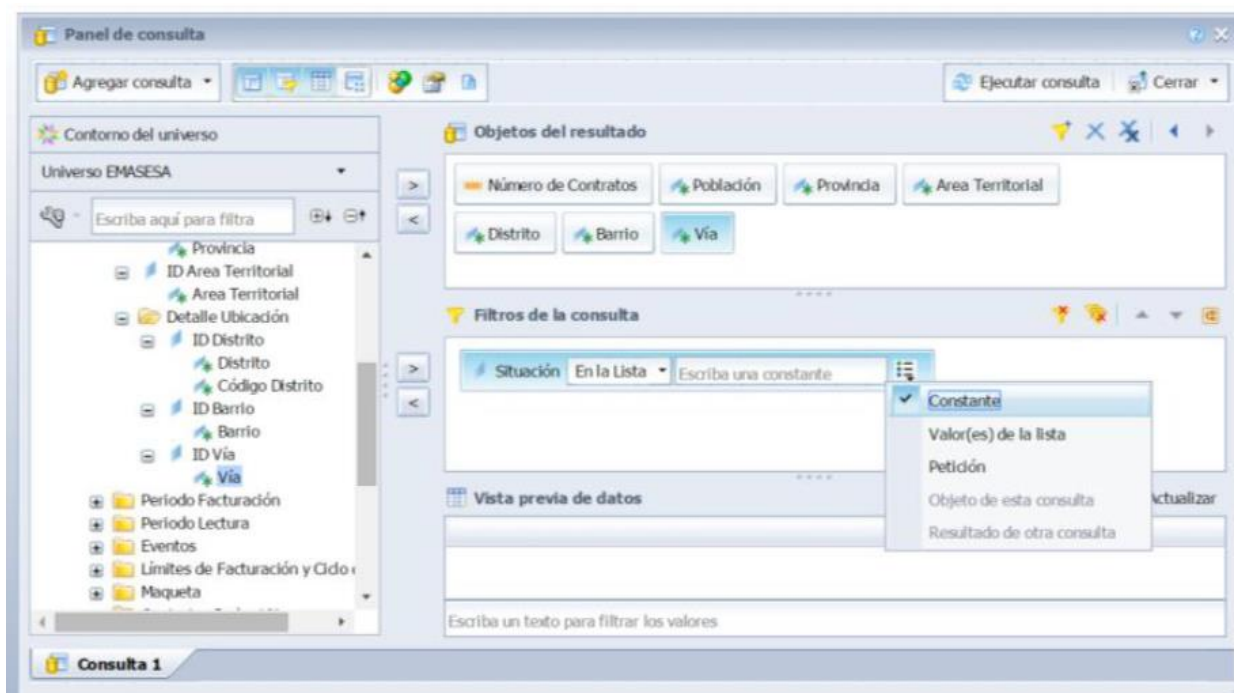 Panel de consulta
Agregar consulta
Ejecutar consulta
Cerrar
Contorno del universo
Universo EMASESA
Escriba aquí para filtra
Provincia
ID Area Territorial
Area Territorial
Detalle Ubicación
ID Distrito
Distrito
Código Distrito
ID Barrio
Barrio
ID Vía
Vía
Periodo Facturación
Periodo Lectura
Eventos
Límites de Facturación y Ciclo
Maqueta
Objetos del resultado
Número de Contratos
Población
Provincia
Area Territorial
Distrito
Barrio
Vía
Filtros de la consulta
Situación
En la Lista
Escriba una constante
Constante
Valor(es) de la lista
Petición
Objeto de esta consulta
Resultado de otra consulta
Vista previa de datos
Actualizar
Escriba un texto para filtrar los valores
Consulta 1